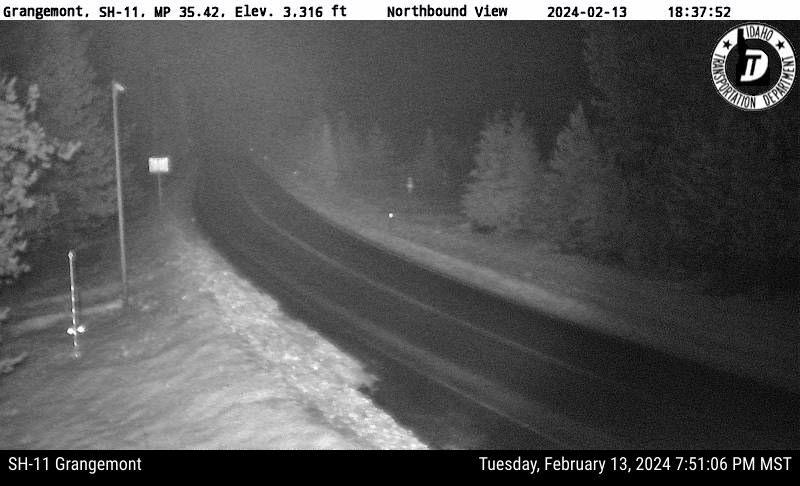 Grangemont, SH-11, MP 35.42, Elev. 3,316 ft Northbound View 2024-02-13 18:37:52
IDAHO
TRANSPORTATION DEPARTMENT
SH-11 Grangemont Tuesday, February 13, 2024 7:51:06 PM MST